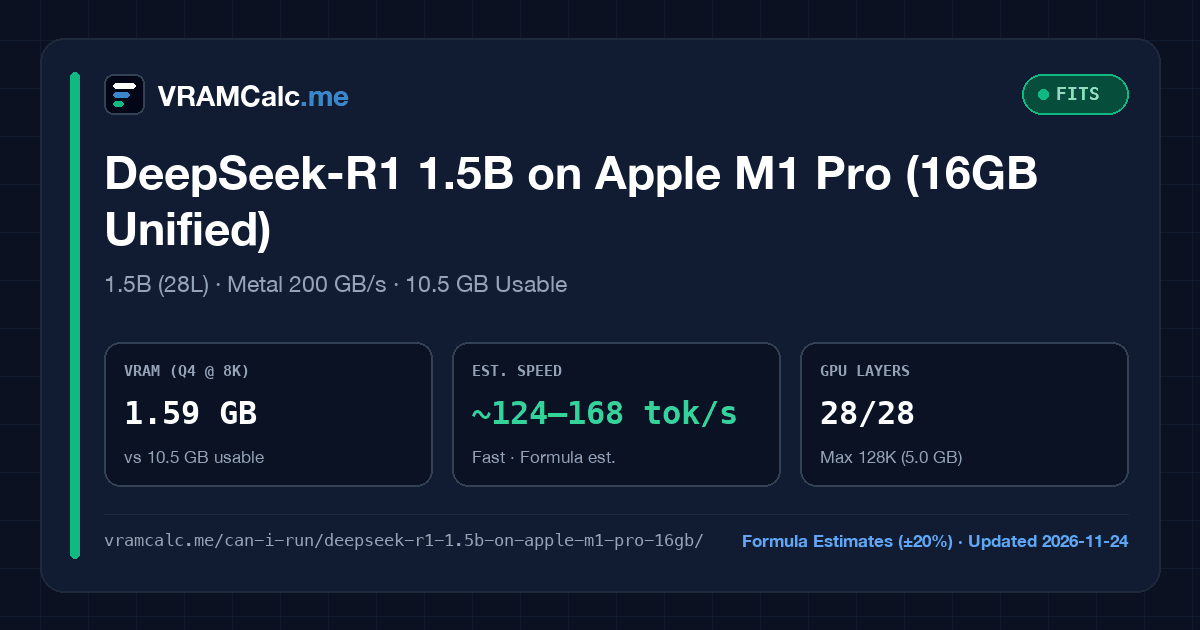 VRAMCalc.me
FITS
DeepSeek-R1 1.5B on Apple M1 Pro (16GB
Unified)
1.5B (28L) · Metal 200 GB/s · 10.5 GB Usable
VRAM (Q4 @ 8K)
1.59 GB
vs 10.5 GB usable
EST. SPEED
~124–168 tok/s
Fast · Formula est.
GPU LAYERS
28/28
Max 128K (5.0 GB)
vramcalc.me/can-i-run/deepseek-r1-1.5b-on-apple-m1-pro-16gb/
Formula Estimates (±20%) · Updated 2026-11-24